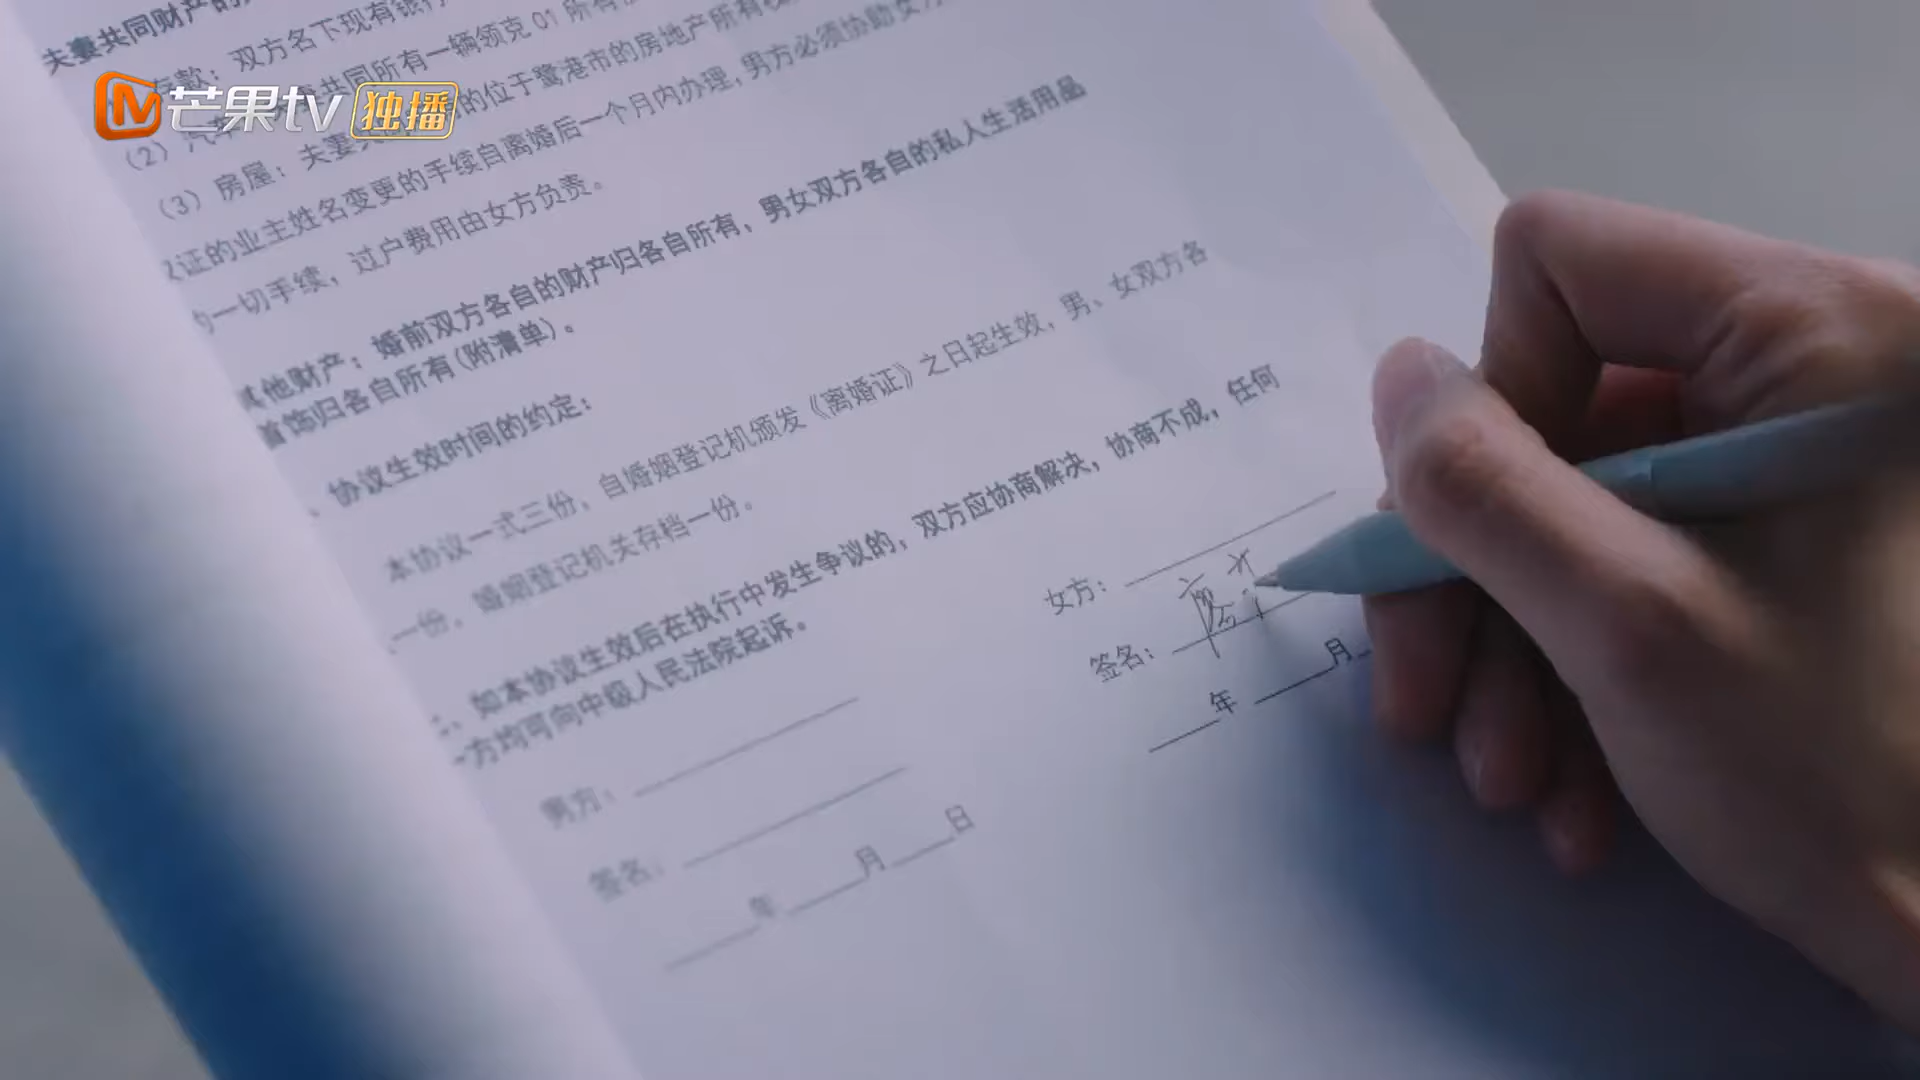 夫妻共同财产的
存款：双方名下现有银行
芒果tv 独播
（2）汽车 共同所有一辆领克 01 所有
（3）房屋：夫妻 的位于鹭港市的房地产所有
证的业主姓名变更的手续自离婚后一个月内办理，男方必须协助女方
一切手续，过户费用由女方负责。
其他财产：婚前双方各自的财产归各自所有，男女双方各自的私人生活用品
首饰归各自所有（附清单）。
、协议生效时间的约定：
本协议一式三份，自婚姻登记机颁发《离婚证》之日起生效，男、女双方各
一份，婚姻登记机关存档一份。
、如本协议生效后在执行中发生争议的，双方应协商解决，协商不成，任何
一方均可向中级人民法院起诉。
女方：
签名：廖
年 月
男方：
签名：
年 月 日